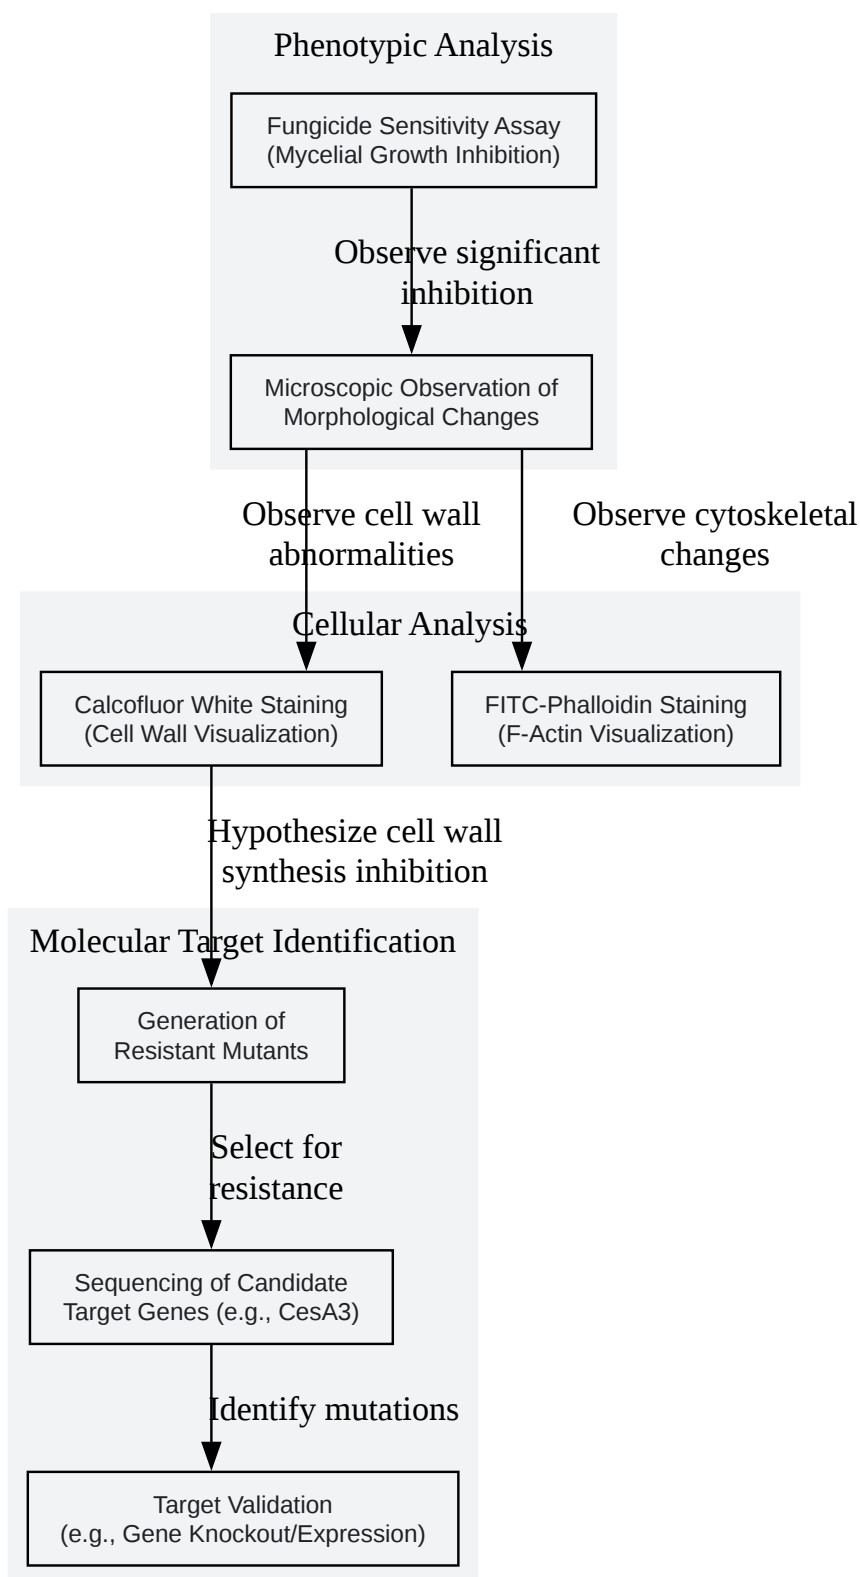 Phenotypic Analysis
Fungicide Sensitivity Assay
(Mycelial Growth Inhibition)
Observe significant
inhibition
Microscopic Observation of
Morphological Changes
Observe cell wall
abnormalities
Observe cytoskeletal
changes
Cellular Analysis
Calcofluor White Staining
(Cell Wall Visualization)
FITC-Phalloidin Staining
(F-Actin Visualization)
Hypothesize cell wall
synthesis inhibition
Molecular Target Identification
Generation of
Resistant Mutants
Select for
resistance
Sequencing of Candidate
Target Genes (e.g., CesA3)
Identify mutations
Target Validation
(e.g., Gene Knockout/Expression)